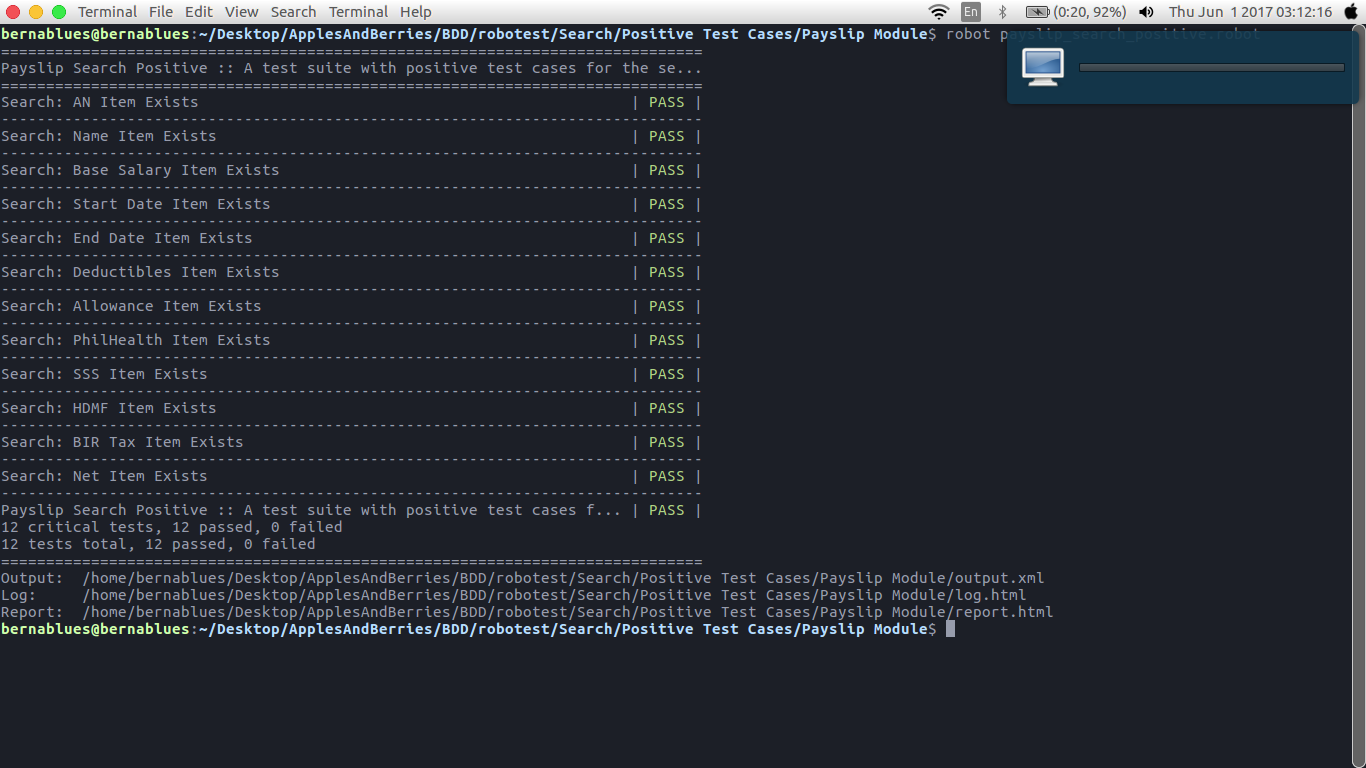 Terminal File Edit View Search Terminal Help En (0:20, 92%) Thu Jun 1 2017 03:12:16
bernablues@bernablues:~/Desktop/ApplesAndBerries/BDD/robotest/Search/Positive Test Cases/Payslip Module$ robot payslip_search_positive.robot
==============================================================================
Payslip Search Positive :: A test suite with positive test cases for the se...
==============================================================================
Search: AN Item Exists | PASS |
------------------------------------------------------------------------------
Search: Name Item Exists | PASS |
------------------------------------------------------------------------------
Search: Base Salary Item Exists | PASS |
------------------------------------------------------------------------------
Search: Start Date Item Exists | PASS |
------------------------------------------------------------------------------
Search: End Date Item Exists | PASS |
------------------------------------------------------------------------------
Search: Deductibles Item Exists | PASS |
------------------------------------------------------------------------------
Search: Allowance Item Exists | PASS |
------------------------------------------------------------------------------
Search: PhilHealth Item Exists | PASS |
------------------------------------------------------------------------------
Search: SSS Item Exists | PASS |
------------------------------------------------------------------------------
Search: HDMF Item Exists | PASS |
------------------------------------------------------------------------------
Search: BIR Tax Item Exists | PASS |
------------------------------------------------------------------------------
Search: Net Item Exists | PASS |
------------------------------------------------------------------------------
Payslip Search Positive :: A test suite with positive test cases f... | PASS |
12 critical tests, 12 passed, 0 failed
12 tests total, 12 passed, 0 failed
==============================================================================
Output:  /home/bernablues/Desktop/ApplesAndBerries/BDD/robotest/Search/Positive Test Cases/Payslip Module/output.xml
Log:     /home/bernablues/Desktop/ApplesAndBerries/BDD/robotest/Search/Positive Test Cases/Payslip Module/log.html
Report:  /home/bernablues/Desktop/ApplesAndBerries/BDD/robotest/Search/Positive Test Cases/Payslip Module/report.html
bernablues@bernablues:~/Desktop/ApplesAndBerries/BDD/robotest/Search/Positive Test Cases/Payslip Module$